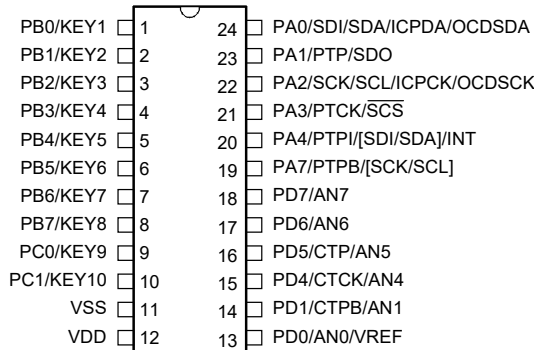 PB0/KEY1 1 24 PA0/SDI/SDA/ICPDA/OCDSDA
PB1/KEY2 2 23 PA1/PTP/SDO
PB2/KEY3 3 22 PA2/SCK/SCL/ICPCK/OCDSCK
PB3/KEY4 4 21 PA3/PTCK/SCS
PB4/KEY5 5 20 PA4/PTPI/[SDI/SDA]/INT
PB5/KEY6 6 19 PA7/PTPB/[SCK/SCL]
PB6/KEY7 7 18 PD7/AN7
PB7/KEY8 8 17 PD6/AN6
PC0/KEY9 9 16 PD5/CTP/AN5
PC1/KEY10 10 15 PD4/CTCK/AN4
VSS 11 14 PD1/CTPB/AN1
VDD 12 13 PD0/AN0/VREF